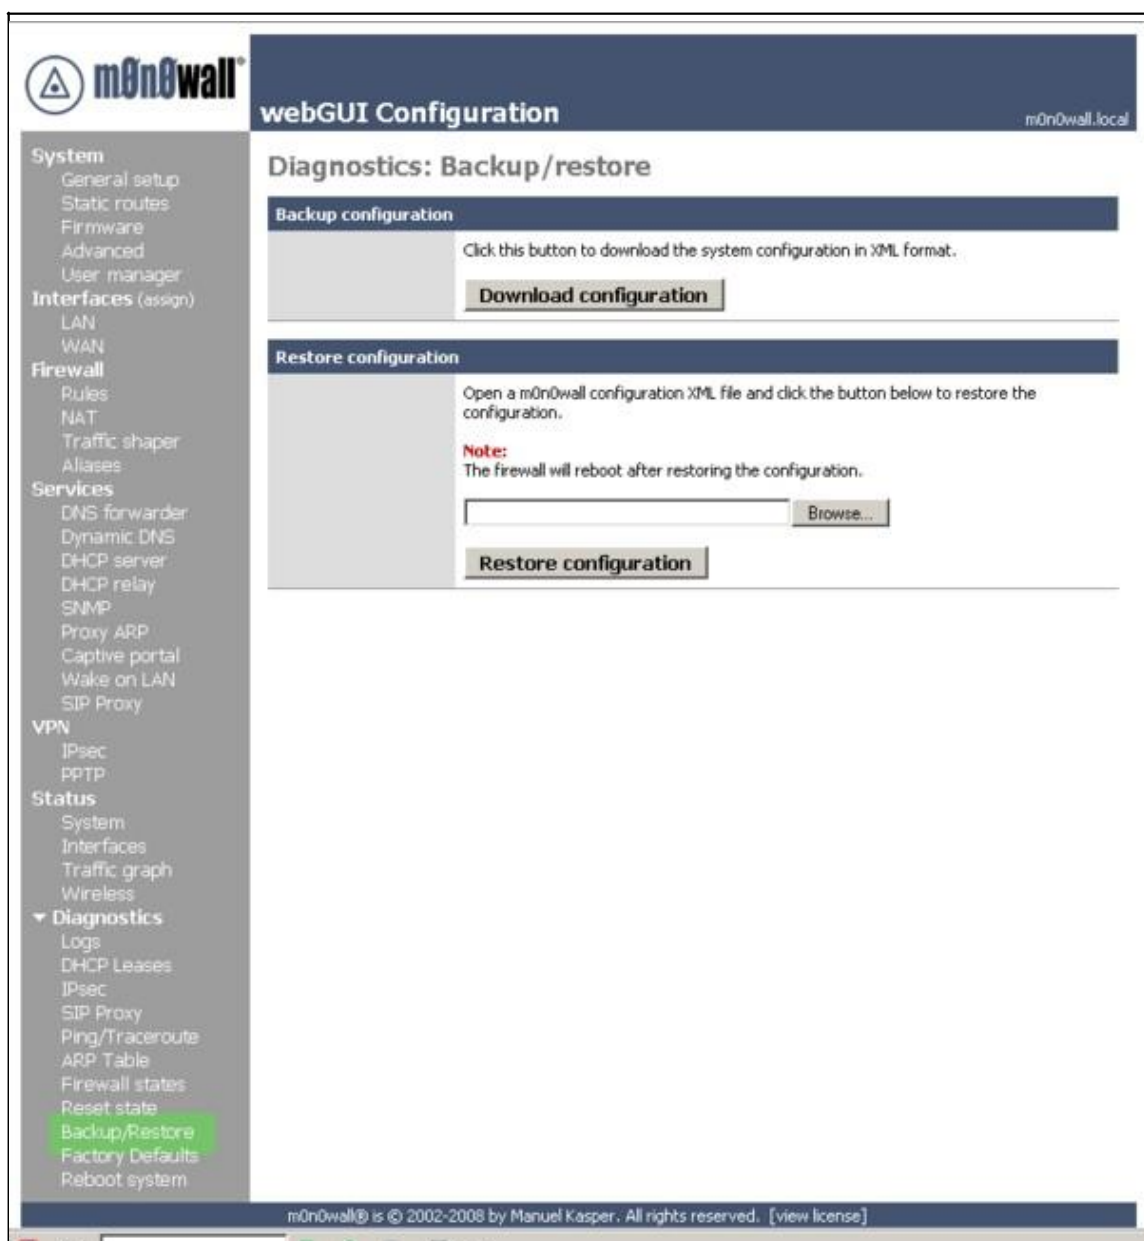 m0n0wall®
webGUI Configuration
m0n0wall.local
System
General setup
Static routes
Firmware
Advanced
User manager
Interfaces (assign)
LAN
WAN
Firewall
Rules
NAT
Traffic shaper
Aliases
Services
DNS forwarder
Dynamic DNS
DHCP server
DHCP relay
SNMP
Proxy ARP
Captive portal
Wake on LAN
SIP Proxy
VPN
IPsec
PPTP
Status
System
Interfaces
Traffic graph
Wireless
Diagnostics
Logs
DHCP Leases
IPsec
SIP Proxy
Ping/Traceroute
ARP Table
Firewall states
Reset state
Backup/Restore
Factory Defaults
Reboot system
Diagnostics: Backup/restore
Backup configuration
Click this button to download the system configuration in XML format.
Download configuration
Restore configuration
Open a m0n0wall configuration XML file and click the button below to restore the
configuration.
Note:
The firewall will reboot after restoring the configuration.
Browse...
Restore configuration
m0n0wall® is © 2002-2008 by Manuel Kasper. All rights reserved. [view license]